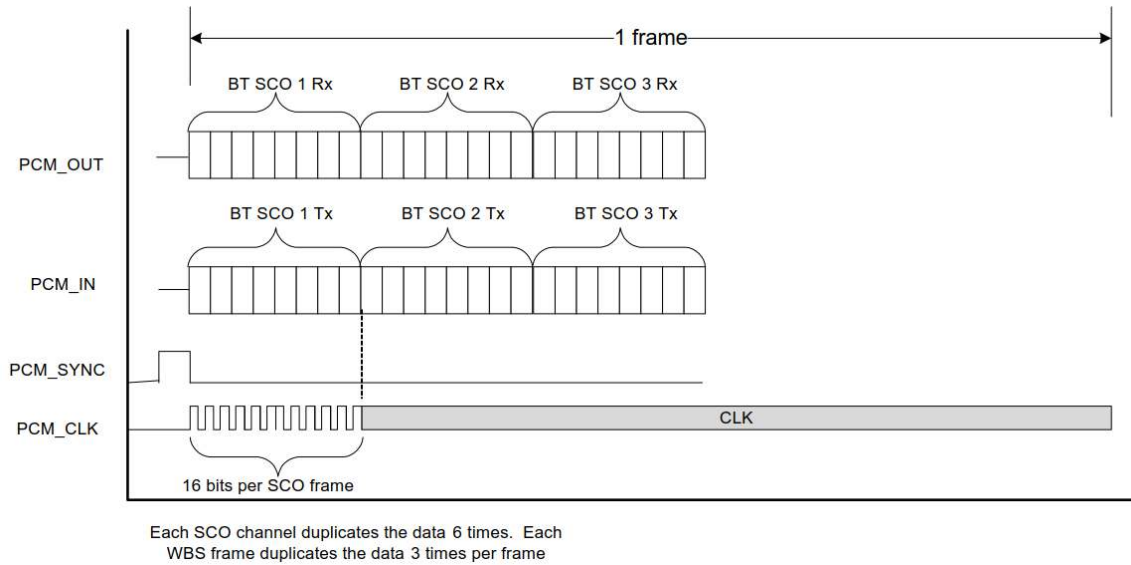 1 frame
BT SCO 1 Rx
BT SCO 2 Rx
BT SCO 3 Rx
PCM_OUT
BT SCO 1 Tx
BT SCO 2 Tx
BT SCO 3 Tx
PCM_IN
PCM_SYNC
PCM_CLK
CLK
16 bits per SCO frame
Each SCO channel duplicates the data 6 times. Each
WBS frame duplicates the data 3 times per frame